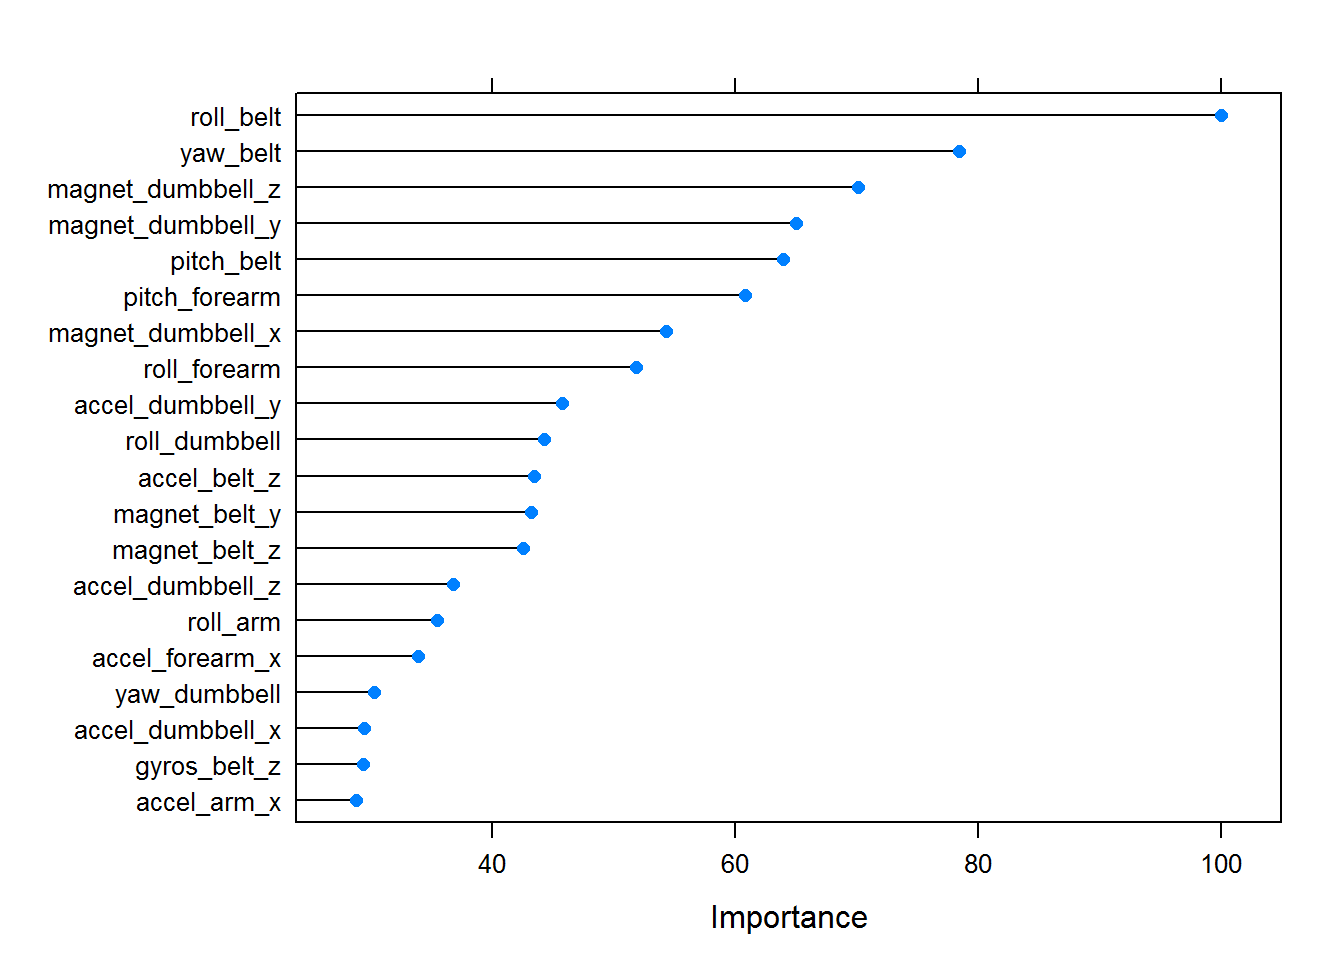 roll_belt
yaw_belt
magnet_dumbbell_z
magnet_dumbbell_y
pitch_belt
pitch_forearm
magnet_dumbbell_x
roll_forearm
accel_dumbbell_y
roll_dumbbell
accel_belt_z
magnet_belt_y
magnet_belt_z
accel_dumbbell_z
roll_arm
accel_forearm_x
yaw_dumbbell
accel_dumbbell_x
gyros_belt_z
accel_arm_x
40 60 80 100
Importance